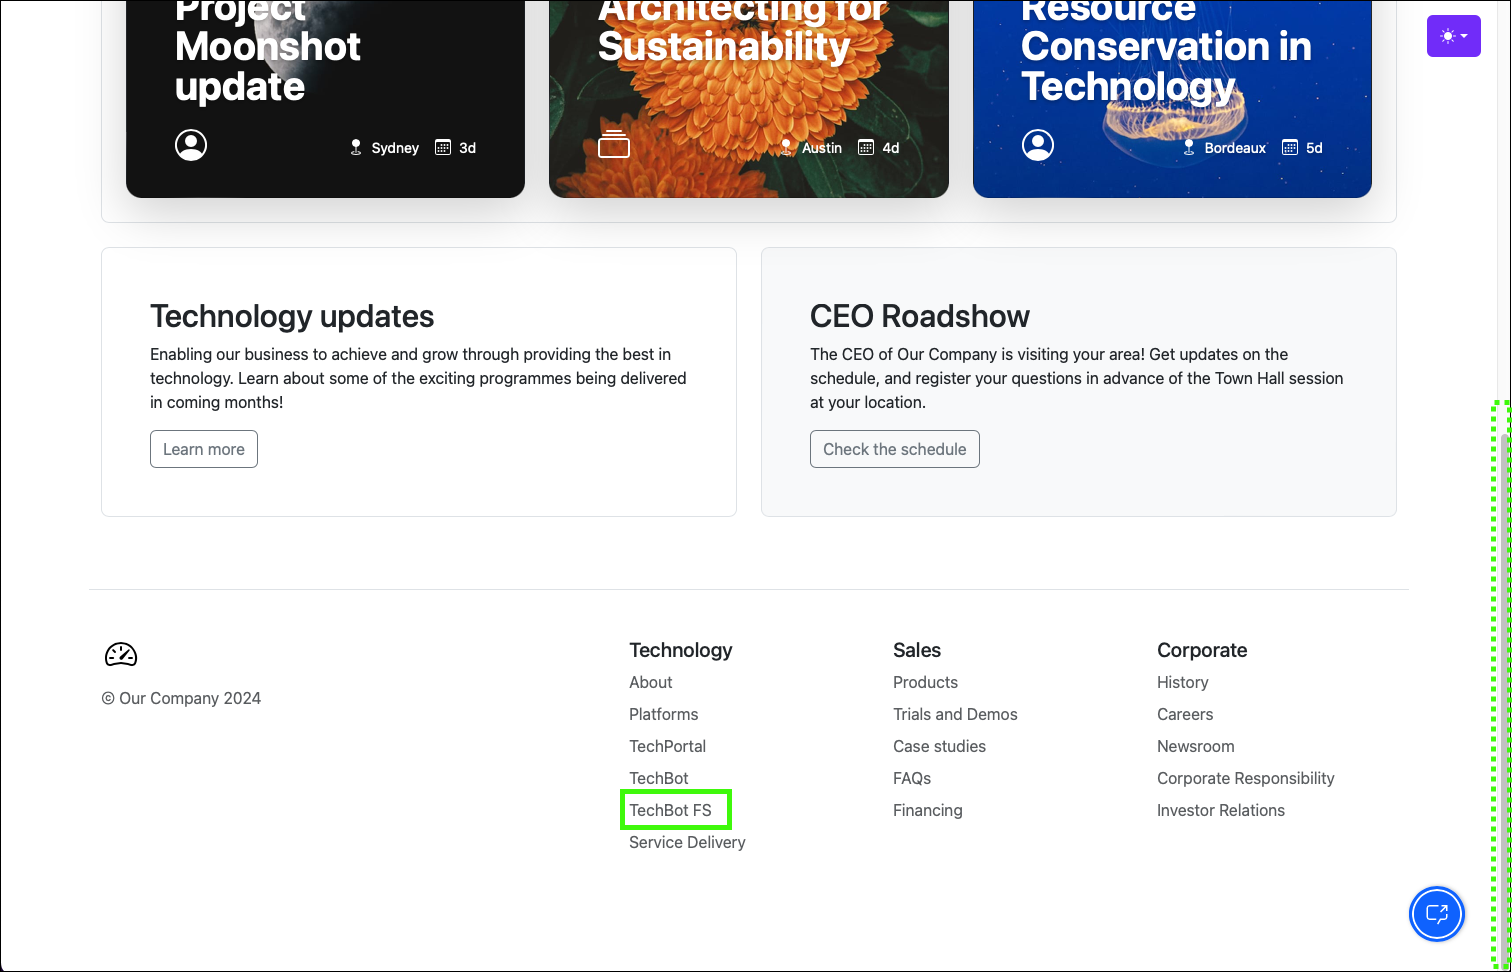 Project
Moonshot
update
Sydney 3d
Architecting for
Sustainability
Austin 4d
Resource
Conservation in
Technology
Bordeaux 5d
Technology updates
Enabling our business to achieve and grow through providing the best in
technology. Learn about some of the exciting programmes being delivered
in coming months!
Learn more
CEO Roadshow
The CEO of Our Company is visiting your area! Get updates on the
schedule, and register your questions in advance of the Town Hall session
at your location.
Check the schedule
© Our Company 2024
Technology
About
Platforms
TechPortal
TechBot
TechBot FS
Service Delivery
Sales
Products
Trials and Demos
Case studies
FAQs
Financing
Corporate
History
Careers
Newsroom
Corporate Responsibility
Investor Relations